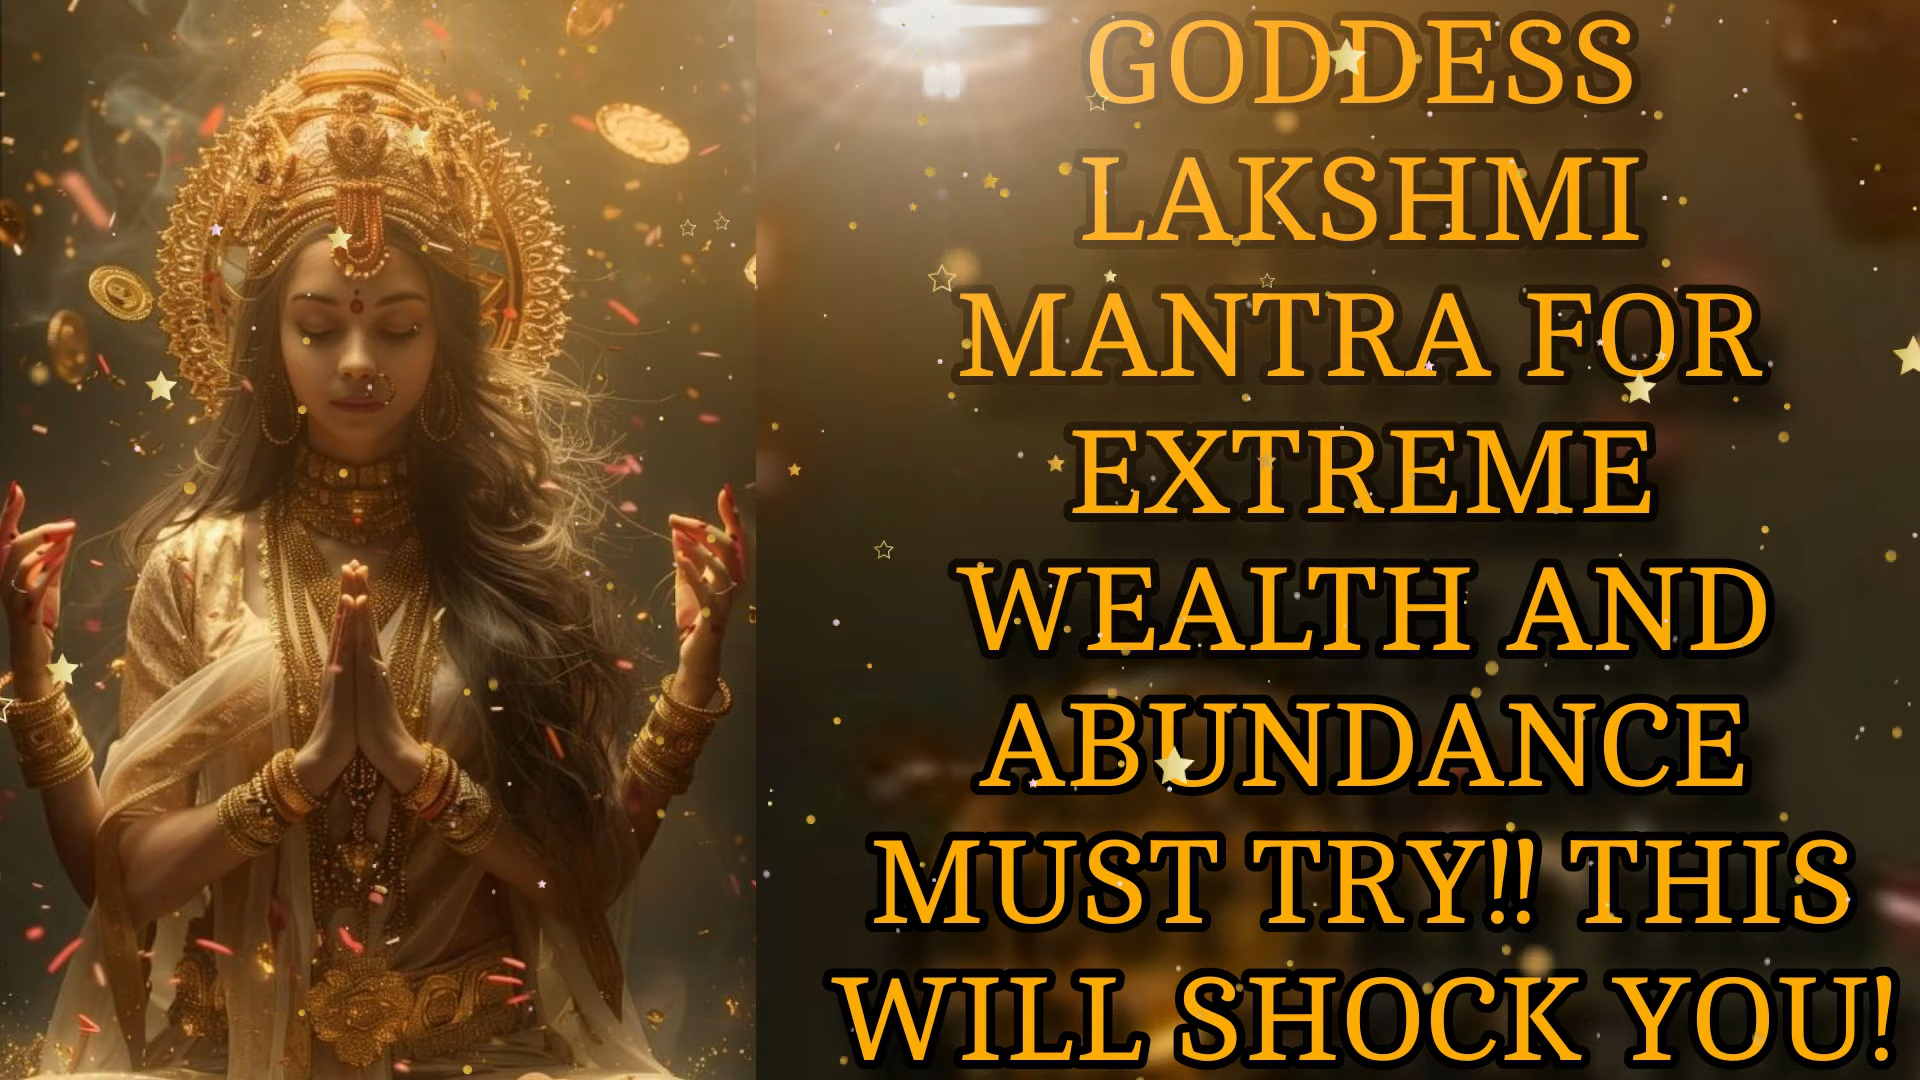 GODDESS
LAKSHMI
MANTRA FOR
EXTREME
WEALTH AND
ABUNDANCE
MUST TRY!! THIS
WILL SHOCK YOU!